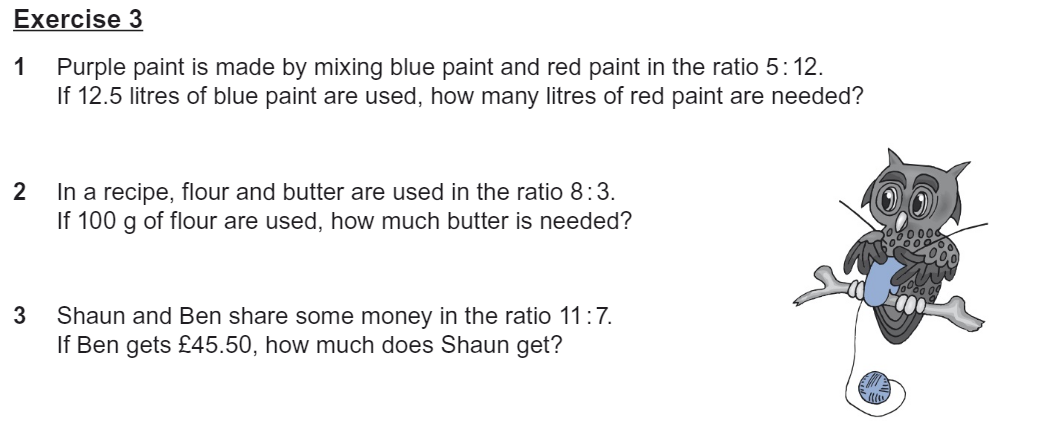 Exercise 3
1 Purple paint is made by mixing blue paint and red paint in the ratio 5:12.
If 12.5 litres of blue paint are used, how many litres of red paint are needed?
2 In a recipe, flour and butter are used in the ratio 8:3.
If 100 g of flour are used, how much butter is needed?
3 Shaun and Ben share some money in the ratio 11:7.
If Ben gets £45.50, how much does Shaun get?